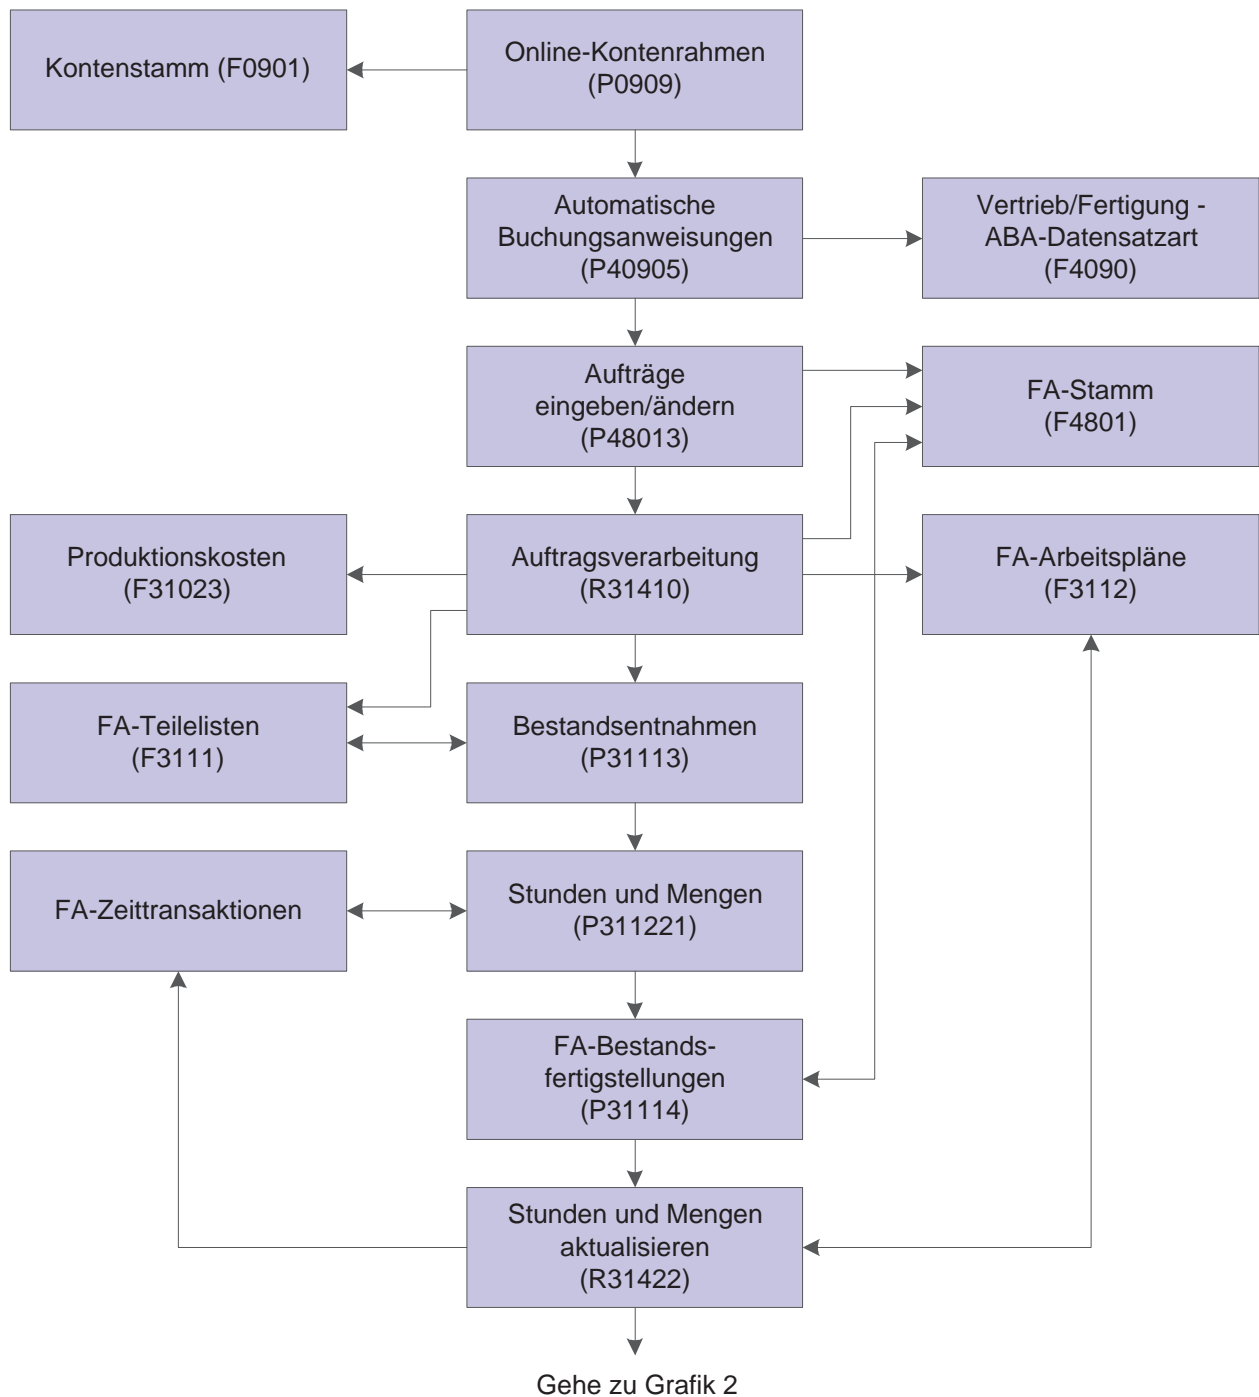 Kontenstamm (F0901)
Online-Kontenrahmen
(P0909)
Automatische
Buchungsanweisungen
(P40905)
Vertrieb/Fertigung -
ABA-Datensatzart
(F4090)
Aufträge
eingeben/ändern
(P48013)
FA-Stamm
(F4801)
Produktionskosten
(F31023)
Auftragsverarbeitung
(R31410)
FA-Arbeitspläne
(F3112)
FA-Teilelisten
(F3111)
Bestandsentnahmen
(P31113)
FA-Zeittransaktionen
Stunden und Mengen
(P311221)
FA-Bestands-
fertigstellungen
(P31114)
Stunden und Mengen
aktualisieren
(R31422)
Gehe zu Grafik 2